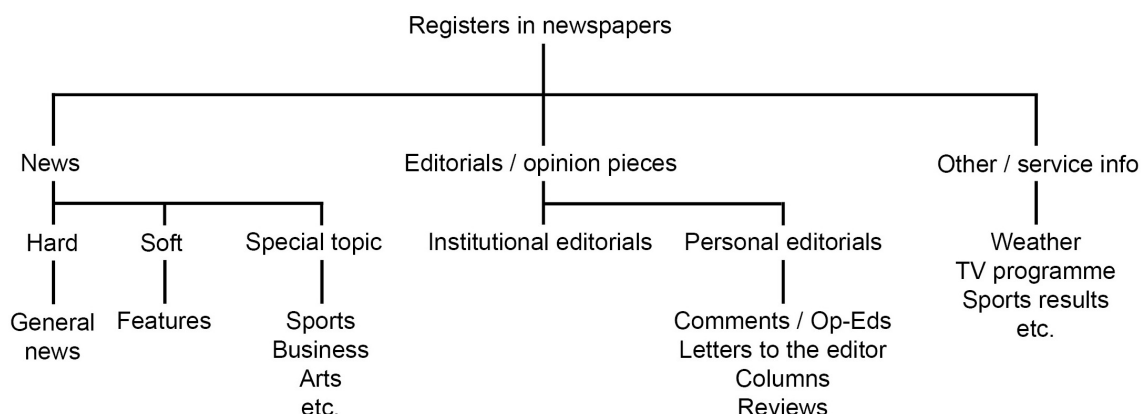 Registers in newspapers
News
Editorials / opinion pieces
Other / service info
Hard
Soft
Special topic
Institutional editorials
Personal editorials
Weather
TV programme
Sports results
etc.
General
news
Features
Sports
Business
Arts
etc.
Comments / Op-Eds
Letters to the editor
Columns
Reviews